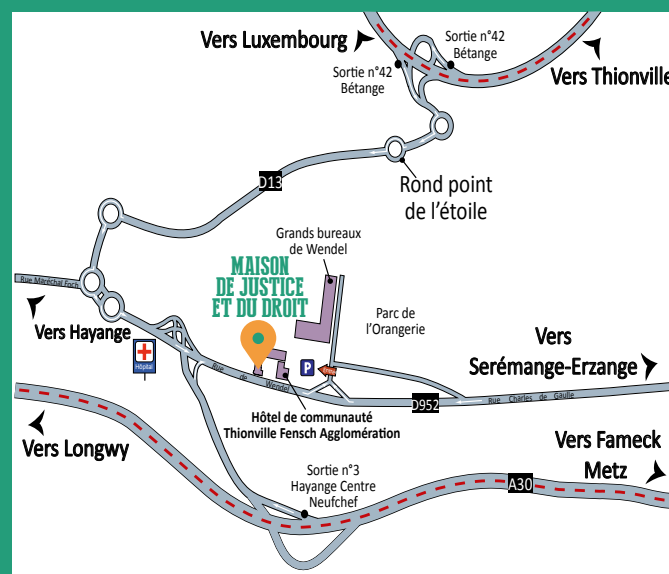 Vers Luxembourg
Sortie n°42
Bétange
Sortie n°42
Bétange
Vers Thionville
D13
Rond point
de l’étoile
Grands bureaux
de Wendel
MAISON
DE JUSTICE
ET DU DROIT
Rue Maréchal Foch
Parc de
l’Orangerie
Vers Hayange
Hôpital
Vers
Serémange-Erzange
P
Rue de Wendel
D952
Rue Charles de Gaulle
Hôtel de communauté
Thionville Fensch Agglomération
Vers Longwy
Sortie n°3
Hayange Centre
Neufchef
Vers Fameck
Metz
A30